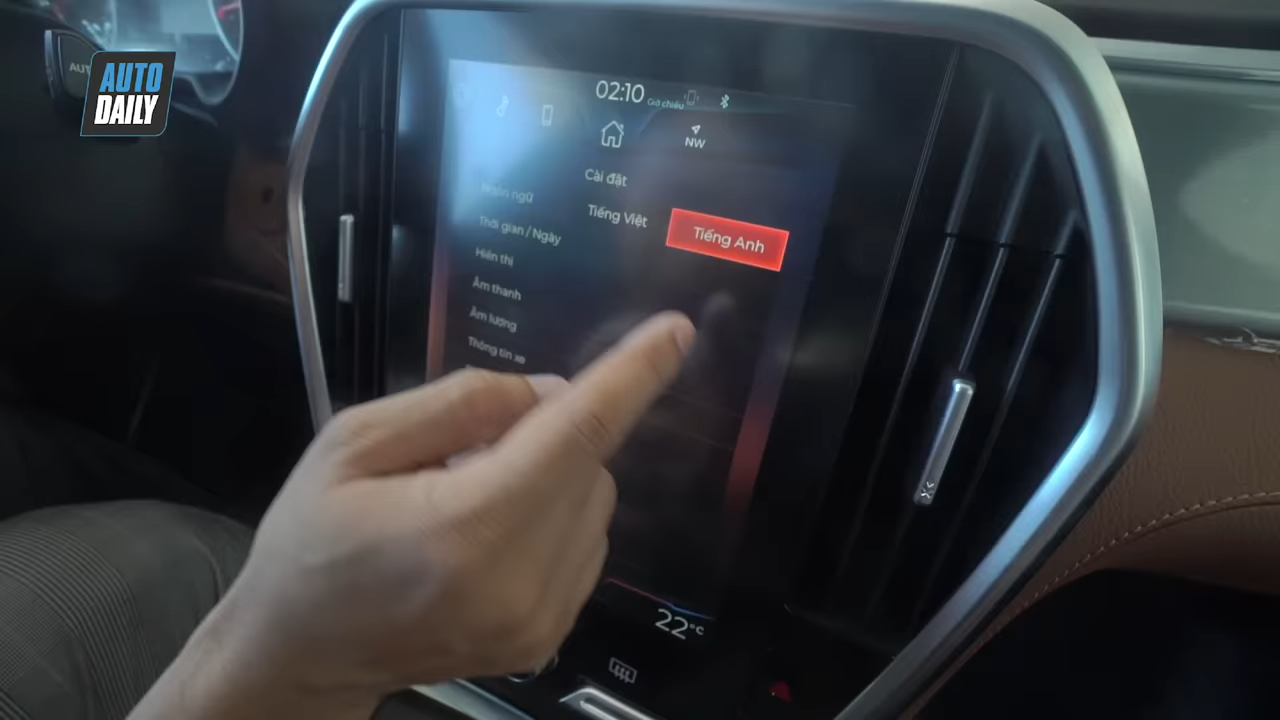 AUTO
DAILY
AU
02:10 Giờ chiều
NW
Cài đặt
Ngôn ngữ
Tiếng Việt
Tiếng Anh
Thời gian / Ngày
Hiển thị
Âm thanh
Âm lượng
Thông tin xe
22°C